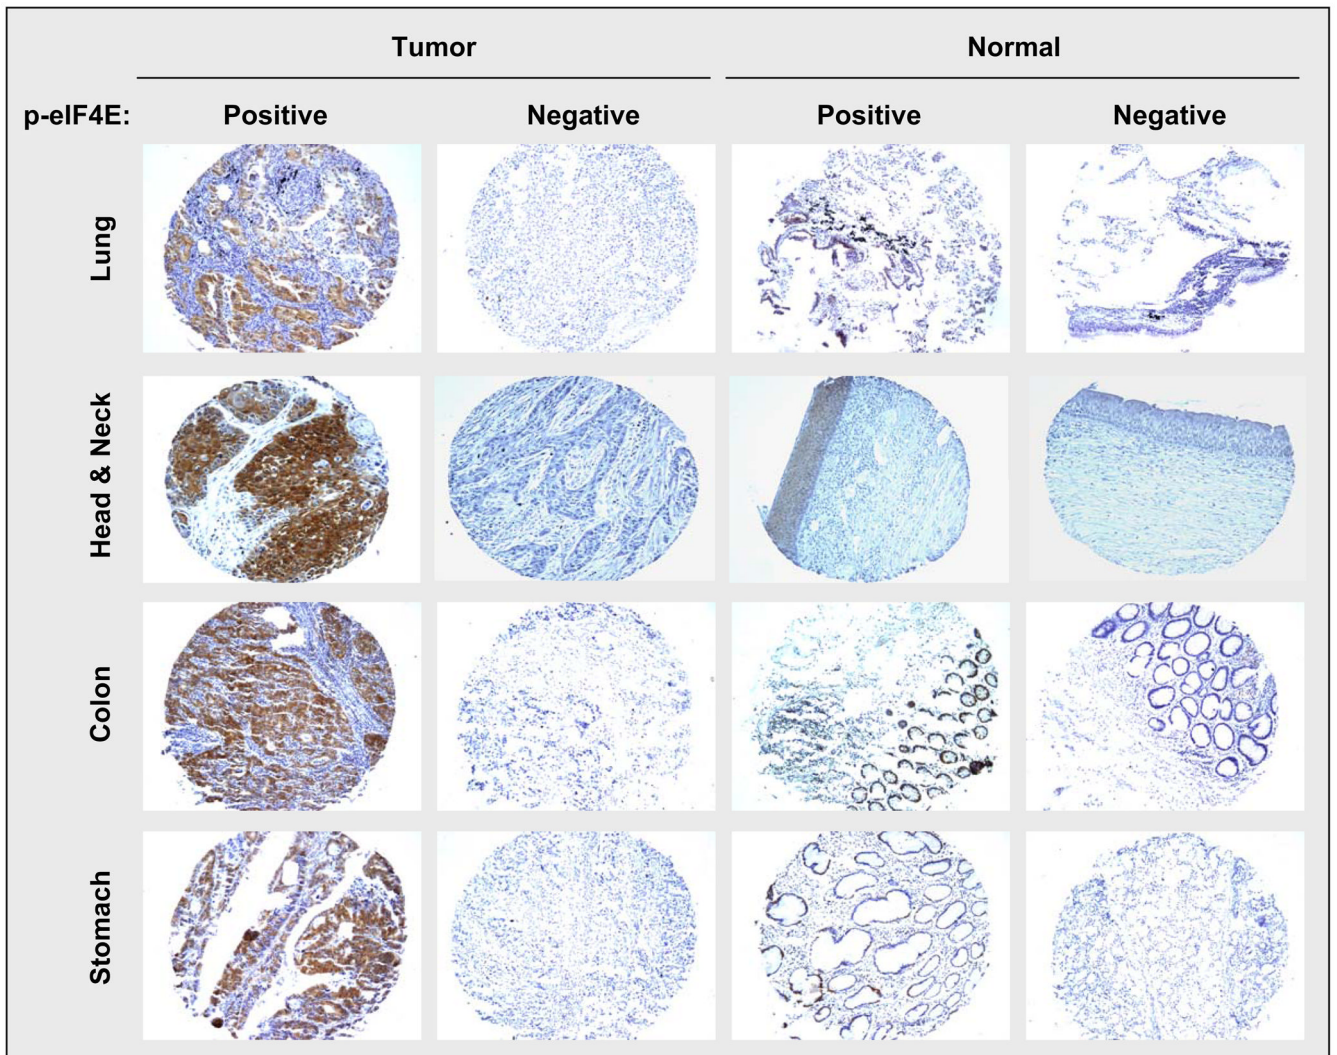 Tumor Normal
p-eIF4E: Positive Negative Positive Negative
Lung
Head & Neck
Colon
Stomach